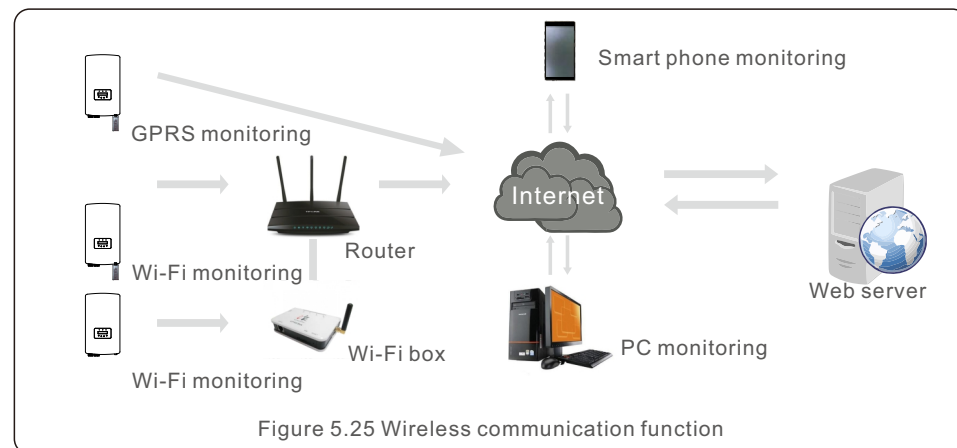 Smart phone monitoring
GPRS monitoring
Internet
Router
Wi-Fi monitoring
Web server
Wi-Fi box
PC monitoring
Wi-Fi monitoring
Figure 5.25 Wireless communication function